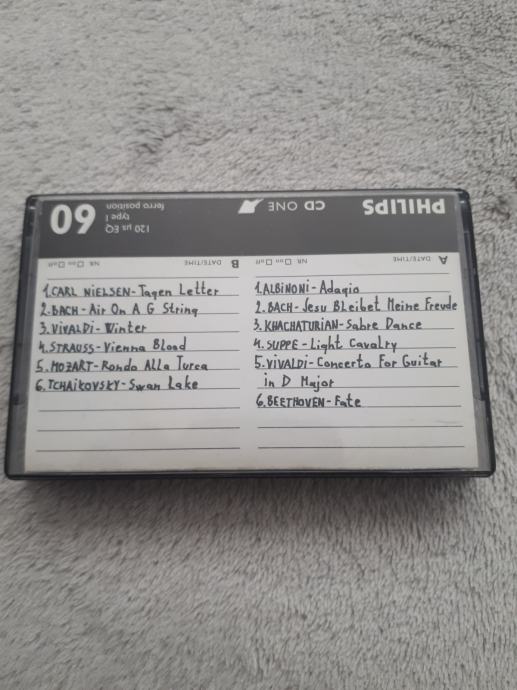 PHILIPS
CD ONE
120 µs EQ
type I
ferro position
60
A DATE/TIME NR. on off
B DATE/TIME NR. on off
1.CARL NIELSEN-Tagen Letter
2.BACH-Air On A G String
3.VIVALDI-Winter
4.STRAUSS-Vienna Blood
5.MOZART-Rondo Alla Turca
6.TCHAIKOVSKY-Swan Lake
1.ALBINONI-Adagio
2.BACH-Jesu Bleibet Meine Freude
3.KHACHATURIAN-Sabre Dance
4.SUPPE-Light Cavalry
5.VIVALDI-Concerto For Guitar
in D Major
6.BEETHOVEN-Fate